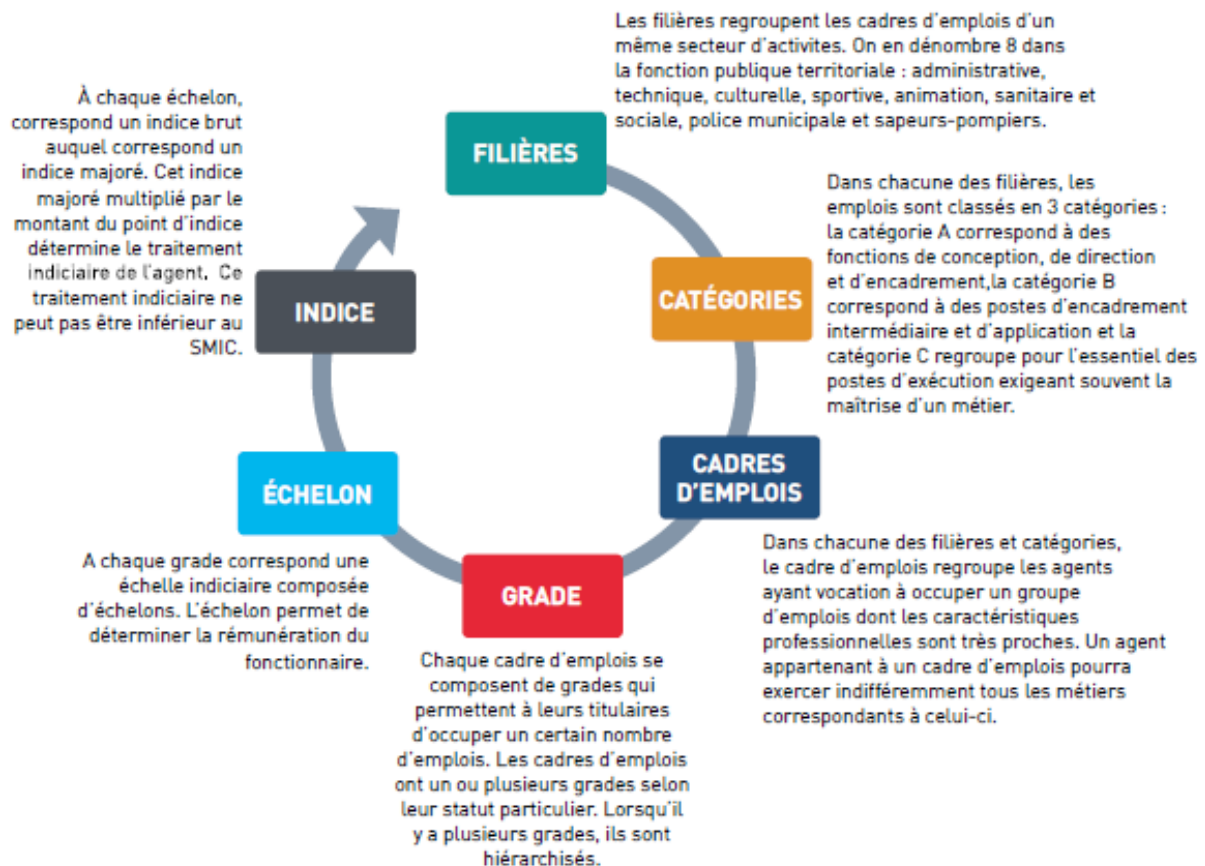 FILIÈRES
Les filières regroupent les cadres d'emplois d'un
même secteur d'activites. On en dénombre 8 dans
la fonction publique territoriale : administrative,
technique, culturelle, sportive, animation, sanitaire et
sociale, police municipale et sapeurs-pompiers.
CATÉGORIES
Dans chacune des filières, les
emplois sont classés en 3 catégories :
la catégorie A correspond à des
fonctions de conception, de direction
et d'encadrement,la catégorie B
correspond à des postes d'encadrement
intermédiaire et d'application et la
catégorie C regroupe pour l'essentiel des
postes d'exécution exigeant souvent la
maîtrise d'un métier.
CADRES
D'EMPLOIS
Dans chacune des filières et catégories,
le cadre d'emplois regroupe les agents
ayant vocation à occuper un groupe
d'emplois dont les caractéristiques
professionnelles sont très proches. Un agent
appartenant à un cadre d'emplois pourra
exercer indifféremment tous les métiers
correspondants à celui-ci.
GRADE
Chaque cadre d'emplois se
composent de grades qui
permettent à leurs titulaires
d'occuper un certain nombre
d'emplois. Les cadres d'emplois
ont un ou plusieurs grades selon
leur statut particulier. Lorsqu'il
y a plusieurs grades, ils sont
hiérarchisés.
ÉCHELON
A chaque grade correspond une
échelle indiciaire composée
d'échelons. L'échelon permet de
déterminer la rémunération du
fonctionnaire.
INDICE
À chaque échelon,
correspond un indice brut
auquel correspond un
indice majoré. Cet indice
majoré multiplié par le
montant du point d'indice
détermine le traitement
indiciaire de l'agent. Ce
traitement indiciaire ne
peut pas être inférieur au
SMIC.